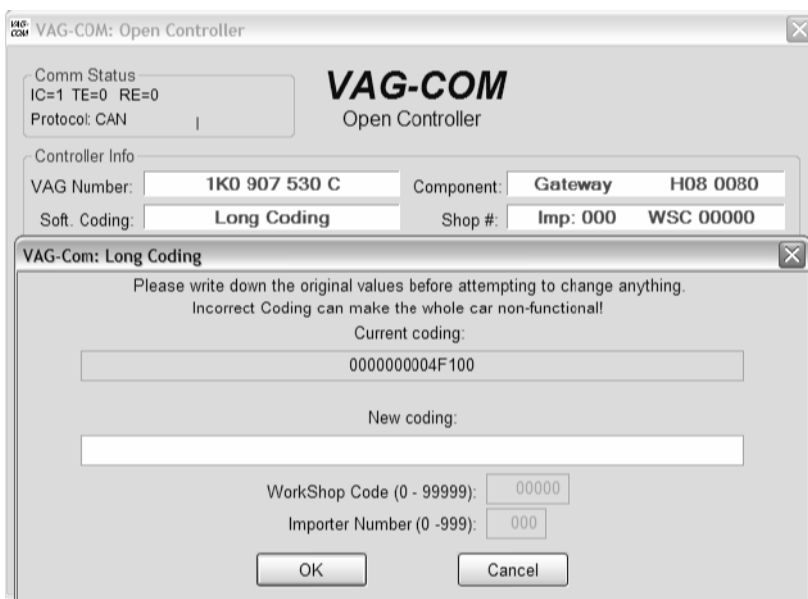 VAG-COM VAG-COM: Open Controller
Comm Status
IC=1 TE=0 RE=0
Protocol: CAN
VAG-COM
Open Controller
Controller Info
VAG Number: 1K0 907 530 C Component: Gateway H08 0080
Soft. Coding: Long Coding Shop #: Imp: 000 WSC 00000
VAG-Com: Long Coding
Please write down the original values before attempting to change anything.
Incorrect Coding can make the whole car non-functional!
Current coding:
0000000004F100
New coding:
WorkShop Code (0 - 99999): 00000
Importer Number (0 -999): 000
OK Cancel